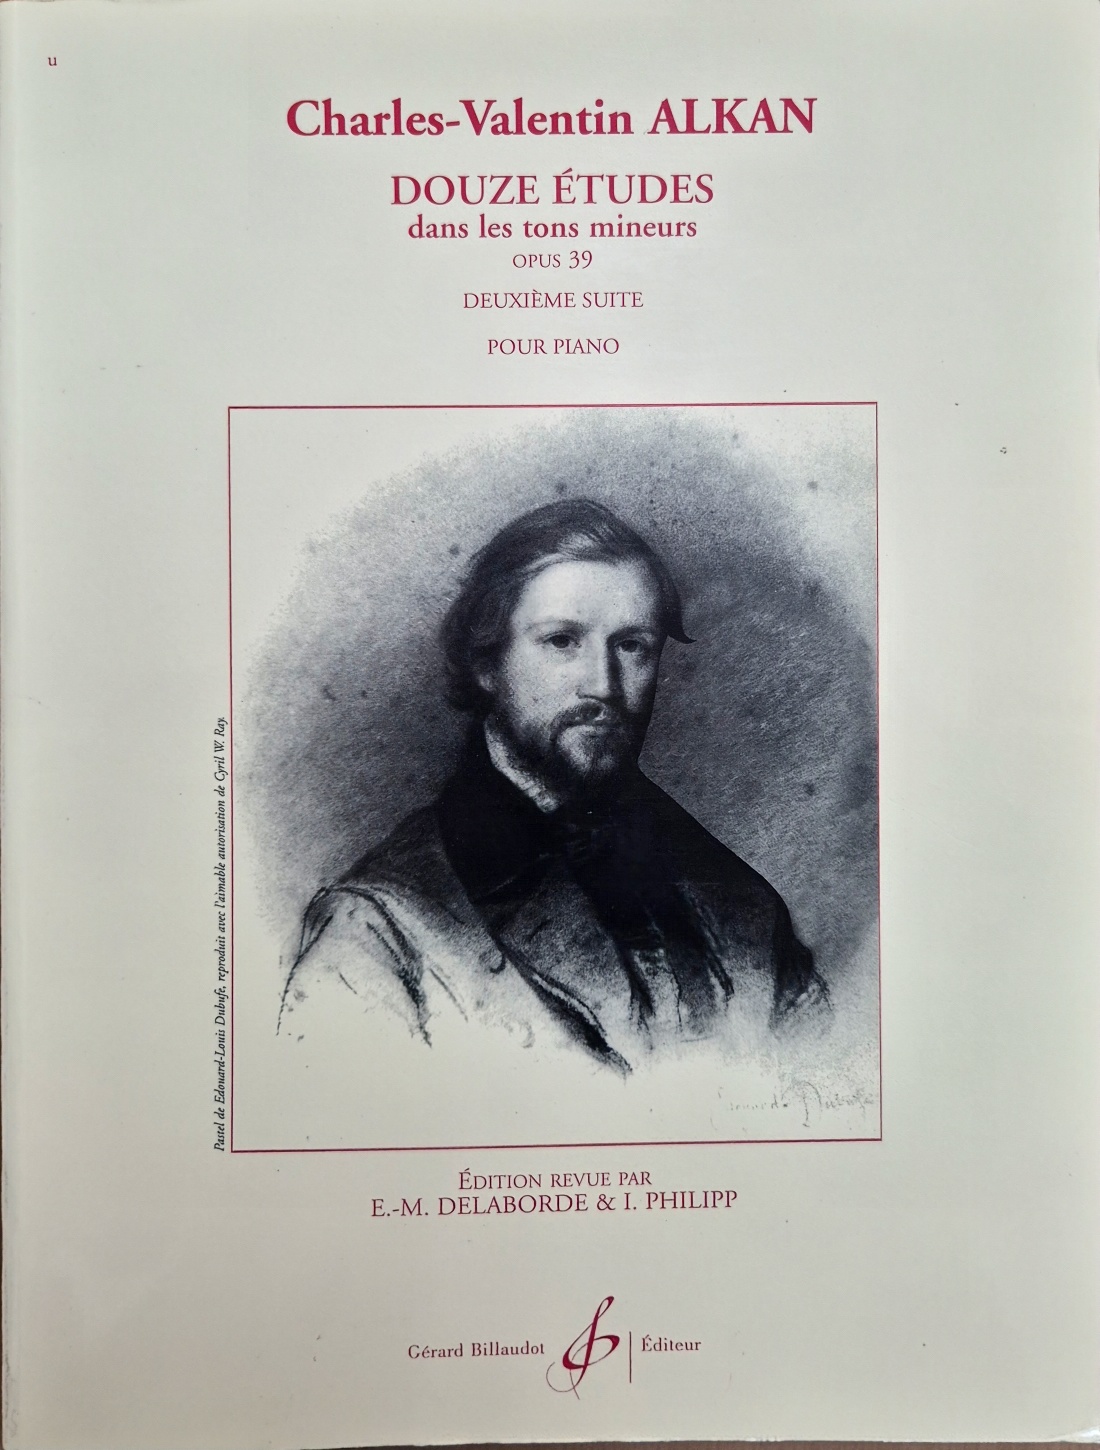 u
Charles-Valentin ALKAN
DOUZE ÉTUDES
dans les tons mineurs
OPUS 39
DEUXIÈME SUITE
POUR PIANO
Pastel de Edouard-Louis Dubufe, reproduit avec l'aimable autorisation de Cyril W. Ray.
ÉDITION REVUE PAR
E.-M. DELABORDE & I. PHILIPP
Gérard Billaudot Éditeur